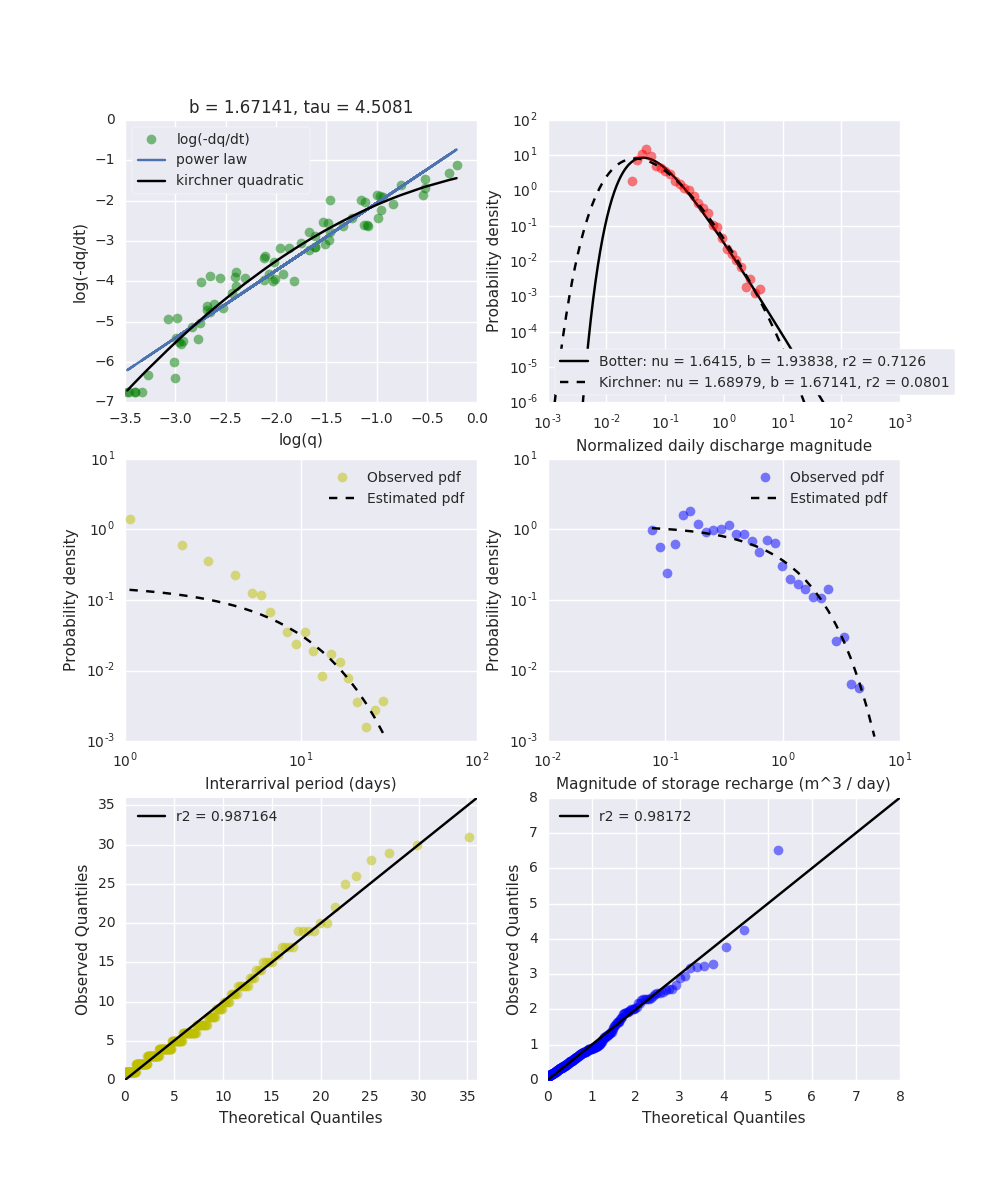 b = 1.67141, tau = 4.5081
log(-dq/dt)
power law
kirchner quadratic
0
−1
−2
−3
−4
−5
−6
−7
log(-dq/dt)
−3.5 −3.0 −2.5 −2.0 −1.5 −1.0 −0.5 0.0
log(q)
10^2
10^1
10^0
10^-1
10^-2
10^-3
10^-4
10^-5
10^-6
Probability density
Botter: nu = 1.6415, b = 1.93838, r2 = 0.7126
Kirchner: nu = 1.68979, b = 1.67141, r2 = 0.0801
10^-3 10^-2 10^-1 10^0 10^1 10^2 10^3
Normalized daily discharge magnitude
10^1
10^0
10^-1
10^-2
10^-3
Probability density
Observed pdf
Estimated pdf
10^0 10^1 10^2
Interarrival period (days)
10^1
10^0
10^-1
10^-2
10^-3
Probability density
Observed pdf
Estimated pdf
10^-2 10^-1 10^0 10^1
Magnitude of storage recharge (m^3 / day)
35
30
25
20
15
10
5
0
Observed Quantiles
r2 = 0.987164
0 5 10 15 20 25 30 35
Theoretical Quantiles
8
7
6
5
4
3
2
1
0
Observed Quantiles
r2 = 0.98172
0 1 2 3 4 5 6 7 8
Theoretical Quantiles